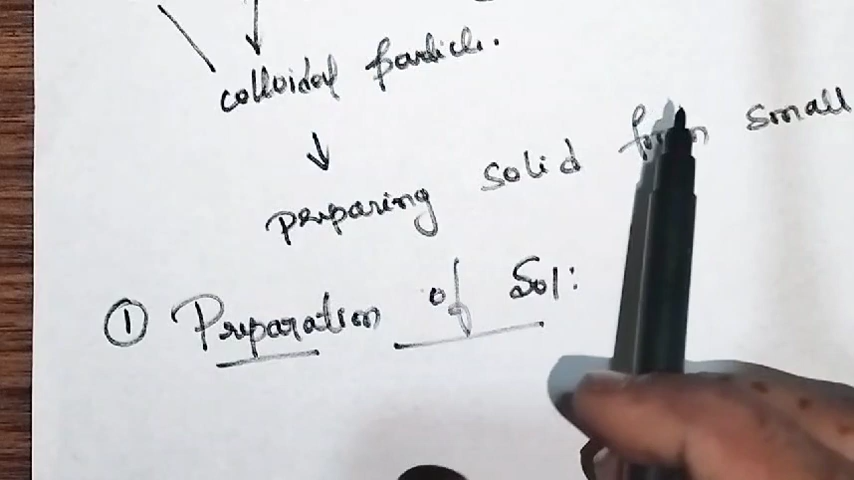 colloidal particle.
preparing solid from small
① Preparation of Sol: